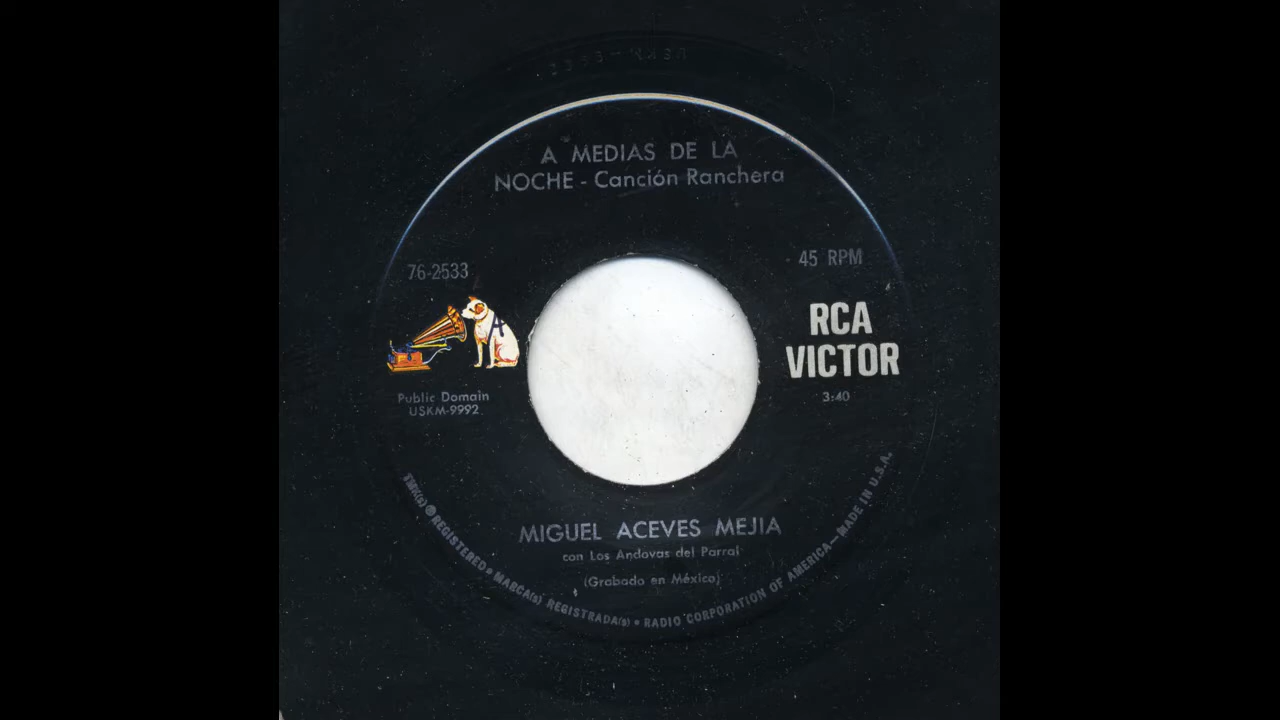 A MEDIAS DE LA
NOCHE - Canción Ranchera
76-2533
45 RPM
RCA
VICTOR
3:40
Public Domain
USKM-9992
MIGUEL ACEVES MEJIA
con Los Andovas del Parral
(Grabado en México)
TMK(s) ® REGISTERED • MARCA(s) REGISTRADA(s) • RADIO CORPORATION OF AMERICA — MADE IN U.S.A.